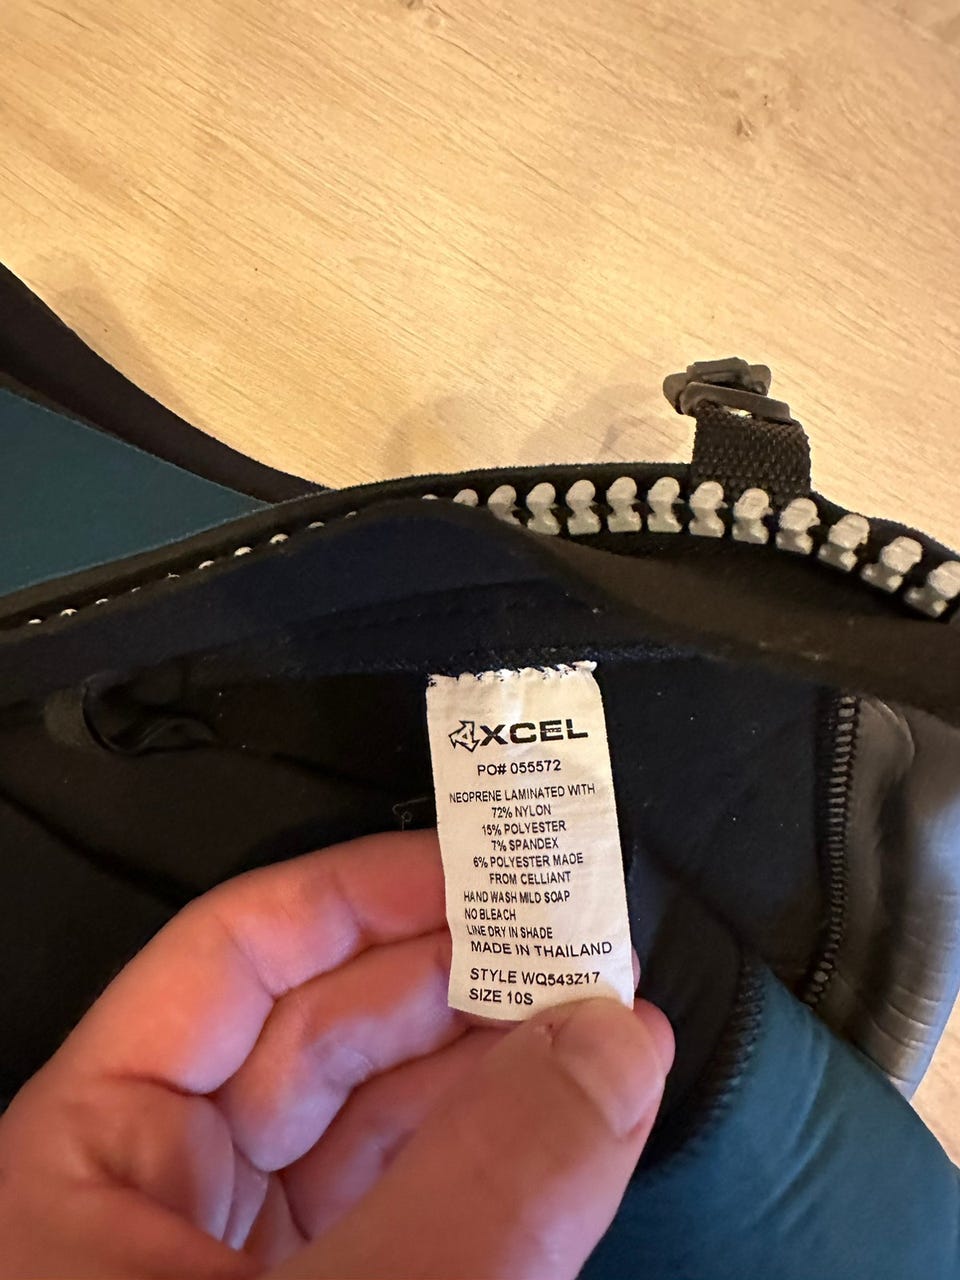 XCEL
PO# 055572
NEOPRENE LAMINATED WITH
72% NYLON
15% POLYESTER
7% SPANDEX
6% POLYESTER MADE
FROM CELLIANT
HAND WASH MILD SOAP
NO BLEACH
LINE DRY IN SHADE
MADE IN THAILAND
STYLE WQ543Z17
SIZE 10S